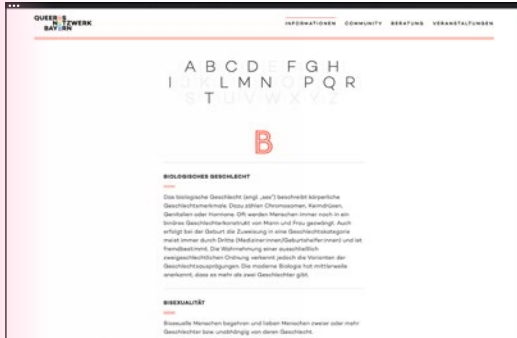 QUEERES
NETZWERK
BAYERN
INFORMATIONEN COMMUNITY BERATUNG VERANSTALTUNGEN
A B C D E F G H
I J K L M N O P Q R
S T U V W X Y Z
B
BIOLOGISCHES GESCHLECHT
Das biologische Geschlecht (engl. „sex“) beschreibt körperliche
Geschlechtsmerkmale. Dazu zählen Chromosomen, Keimdrüsen,
Genitalien oder Hormone. Oft werden Menschen immer noch in ein
binäres Geschlechterkonstrukt von Mann und Frau gezwängt. Auch
erfolgt bei der Geburt die Zuweisung in eine Geschlechtskategorie
meist immer durch Dritte (Mediziner:innen/Geburtshelfer:innen) und ist
fremdbestimmt. Die Wahrnehmung einer ausschließlich
zweigeschlechtlichen Ordnung verkennt jedoch die Varianten der
Geschlechtsausprägungen. Die moderne Biologie hat mittlerweile
anerkannt, dass es mehr als zwei Geschlechter gibt.
BISEXUALITÄT
Bisexuelle Menschen begehren und lieben Menschen zweier oder mehr
Geschlechter bzw. unabhängig von deren Geschlecht.